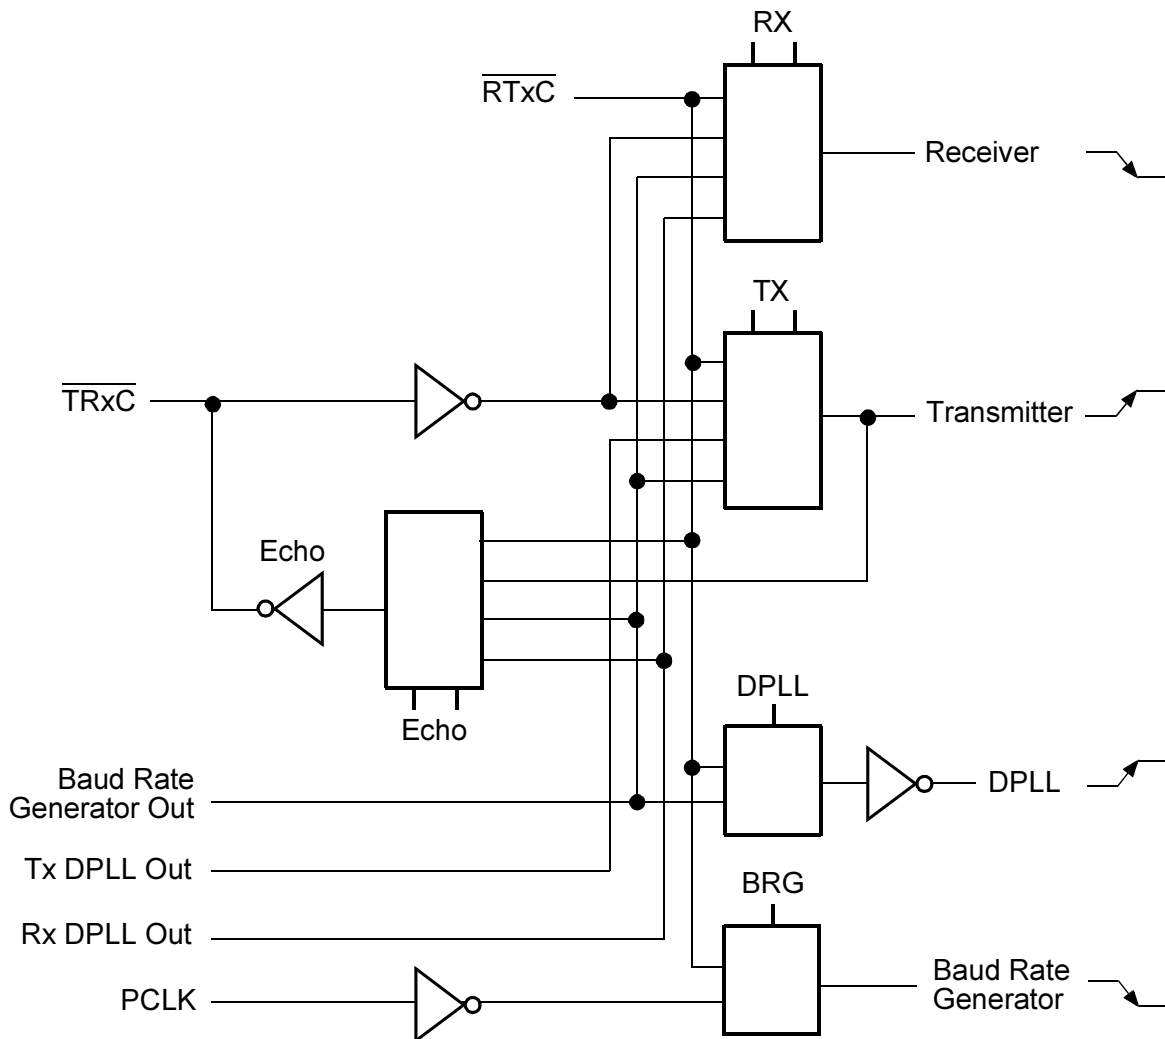 RX
RTxC
Receiver
TX
TRxC
Transmitter
Echo
Echo
DPLL
Baud Rate
Generator Out
DPLL
Tx DPLL Out
BRG
Rx DPLL Out
Baud Rate
Generator
PCLK